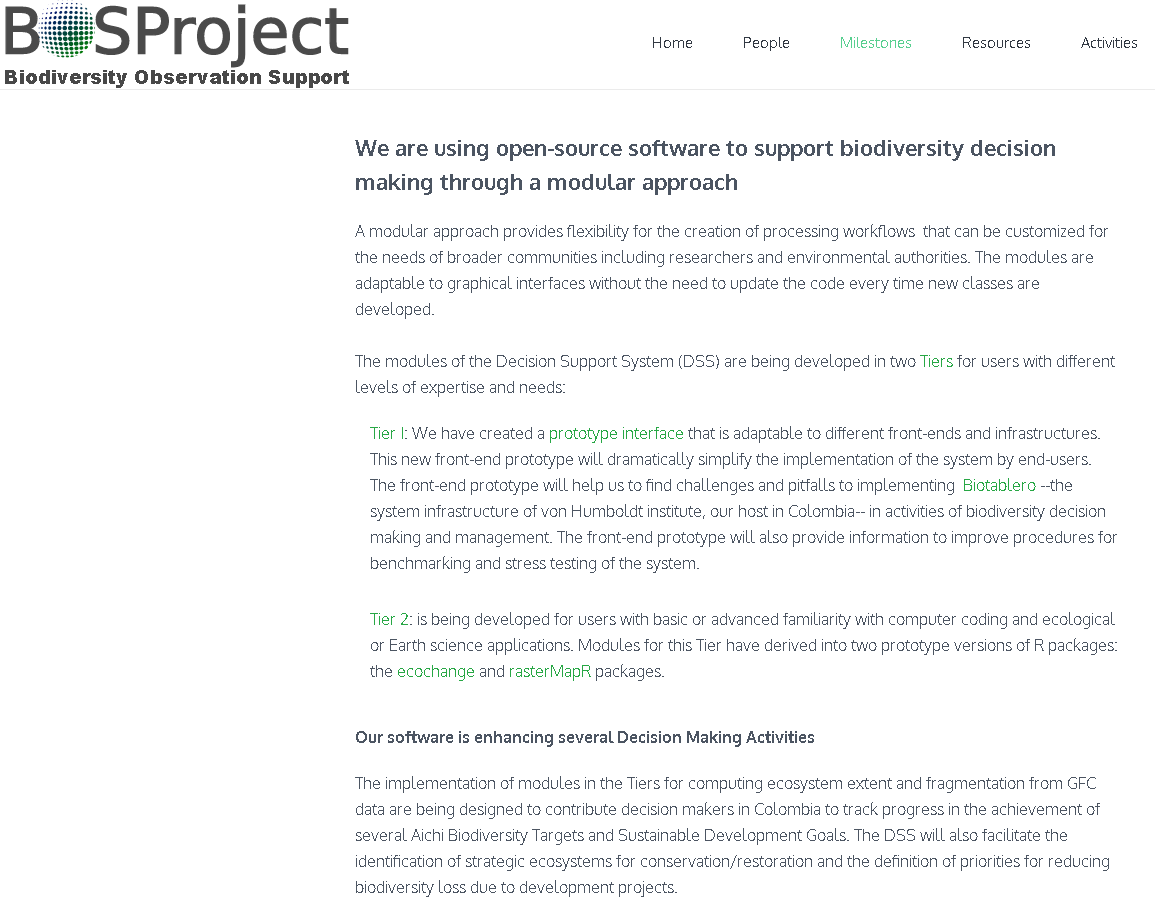 BOSProject
Biodiversity Observation Support
Home People Milestones Resources Activities
We are using open-source software to support biodiversity decision
making through a modular approach
A modular approach provides flexibility for the creation of processing workflows  that can be customized for
the needs of broader communities including researchers and environmental authorities. The modules are
adaptable to graphical interfaces without the need to update the code every time new classes are
developed.
The modules of the Decision Support System (DSS) are being developed in two Tiers for users with different
levels of expertise and needs:
Tier I: We have created a prototype interface that is adaptable to different front-ends and infrastructures.
This new front-end prototype will dramatically simplify the implementation of the system by end-users.
The front-end prototype will help us to find challenges and pitfalls to implementing  Biotablero --the
system infrastructure of von Humboldt institute, our host in Colombia-- in activities of biodiversity decision
making and management. The front-end prototype will also provide information to improve procedures for
benchmarking and stress testing of the system.
Tier 2: is being developed for users with basic or advanced familiarity with computer coding and ecological
or Earth science applications. Modules for this Tier have derived into two prototype versions of R packages:
the ecochange and rasterMapR packages.
Our software is enhancing several Decision Making Activities
The implementation of modules in the Tiers for computing ecosystem extent and fragmentation from GFC
data are being designed to contribute decision makers in Colombia to track progress in the achievement of
several Aichi Biodiversity Targets and Sustainable Development Goals. The DSS will also facilitate the
identification of strategic ecosystems for conservation/restoration and the definition of priorities for reducing
biodiversity loss due to development projects.